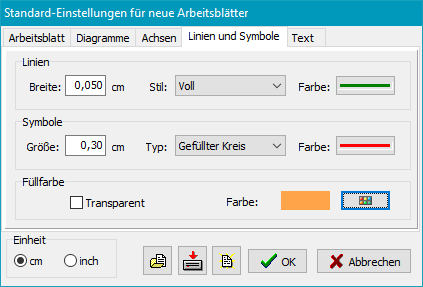 Standard-Einstellungen für neue Arbeitsblätter
Arbeitsblatt Diagramme Achsen Linien und Symbole Text
Linien
Breite: 0,050 cm Stil: Voll Farbe:
Symbole
Größe: 0,30 cm Typ: Gefüllter Kreis Farbe:
Füllfarbe
Transparent Farbe:
Einheit
cm inch OK Abbrechen